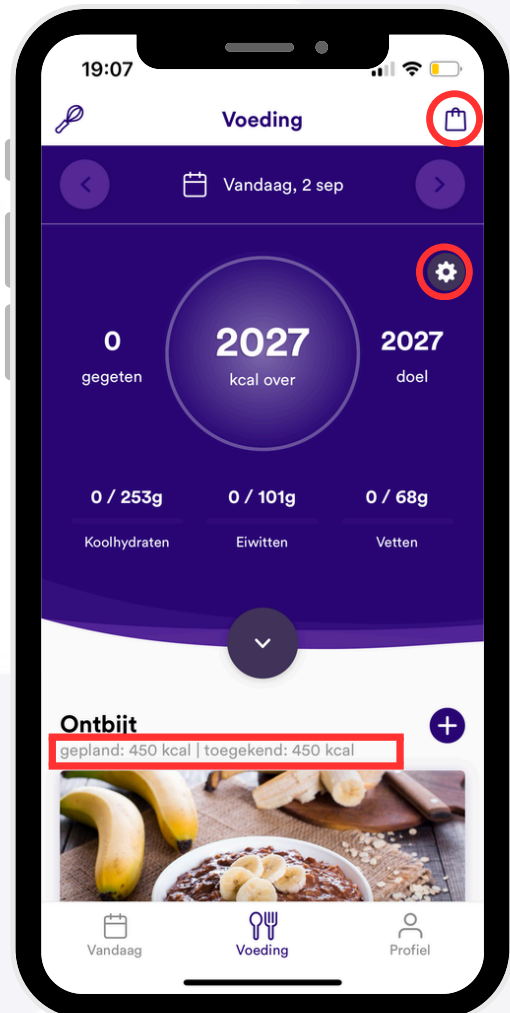 19:07
Voeding
Vandaag, 2 sep
0
gegeten
2027
kcal over
2027
doel
0 / 253g
0 / 101g
0 / 68g
Koolhydraten
Eiwitten
Vetten
Ontbijt
gepland: 450 kcal | toegekend: 450 kcal
Vandaag
Voeding
Profiel